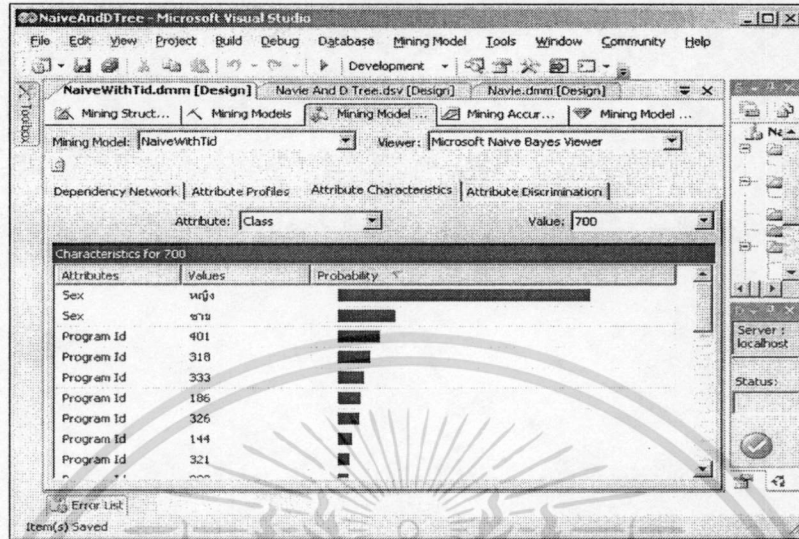 NaiveAndDTree - Microsoft Visual Studio
File Edit View Project Build Debug Database Mining Model Tools Window Community Help
Development
NaiveWithTid.dmm [Design] Navie And D Tree.dsv [Design] Navie.dmm [Design]
Toolbox
Mining Struct... Mining Models Mining Model ... Mining Accur... Mining Model ...
Mining Model: NaiveWithTid Viewer: Microsoft Naive Bayes Viewer
Dependency Network Attribute Profiles Attribute Characteristics Attribute Discrimination
Attribute: Class Value: 700
Characteristics for 700
Attributes Values Probability
Sex หญิง
Sex ชาย
Program Id 401
Program Id 318
Program Id 333
Program Id 186
Program Id 326
Program Id 144
Program Id 321
Server :
localhost
Status:
Error List
Item(s) Saved